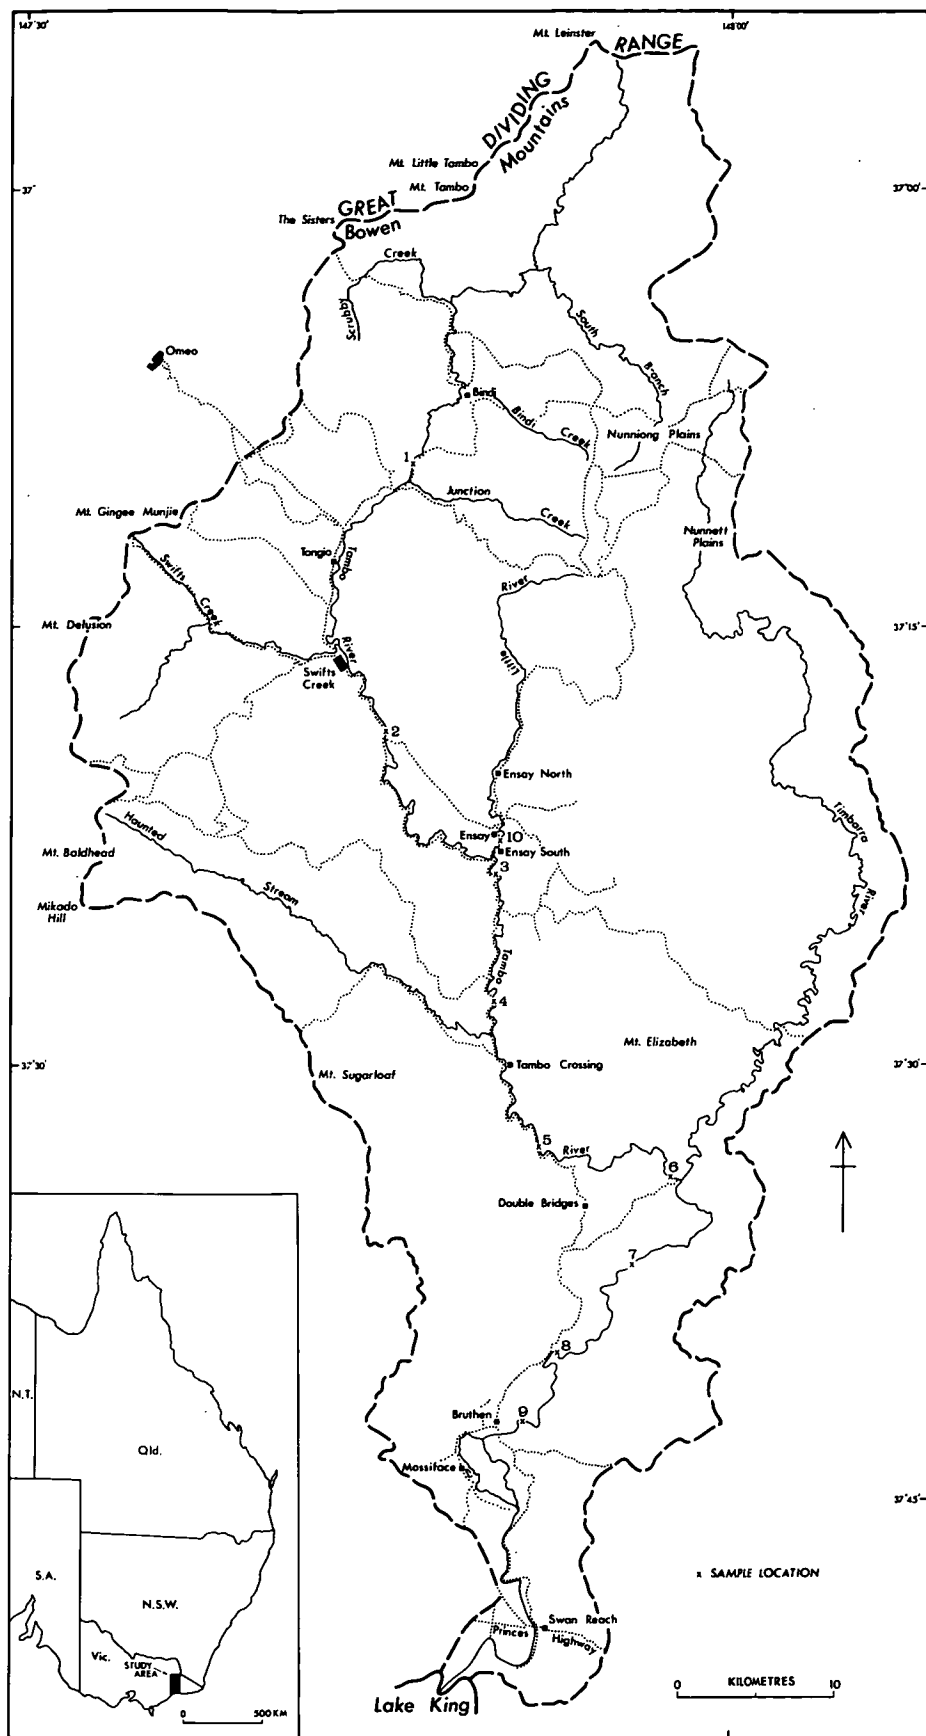 147°30'
148°00'
Mt. Leinster
RANGE
DIVIDING
Mountains
Mt. Little Tambo
Mt. Tambo
37°
37°00'
GREAT
The Sisters
Bowen
Creek
Scrubby
South
Branch
Omeo
Bindi
Bindi
Creek
Nunniong Plains
1
Junction
Creek
Mt. Gingee Munjie
Nunnett
Plains
Swifts
Creek
Tongio
Tambo
River
River
Little
Mt. Delusion
37°15'
Swifts
Creek
2
Ensay North
Timbarra
River
Haunted
Stream
Ensay
10
Ensay South
3
Mt. Baldhead
Mikado
Hill
Tambo
4
Mt. Elizabeth
37°30'
Tambo Crossing
37°30'
Mt. Sugarloaf
5
River
6
Double Bridges
7
8
Bruthen
9
Mossiface
37°45'
x SAMPLE LOCATION
Swan Reach
Princes
Highway
Lake King
KILOMETRES
0 10
N.T.
Qld.
S.A.
N.S.W.
Vic.
STUDY
AREA
0 500 KM